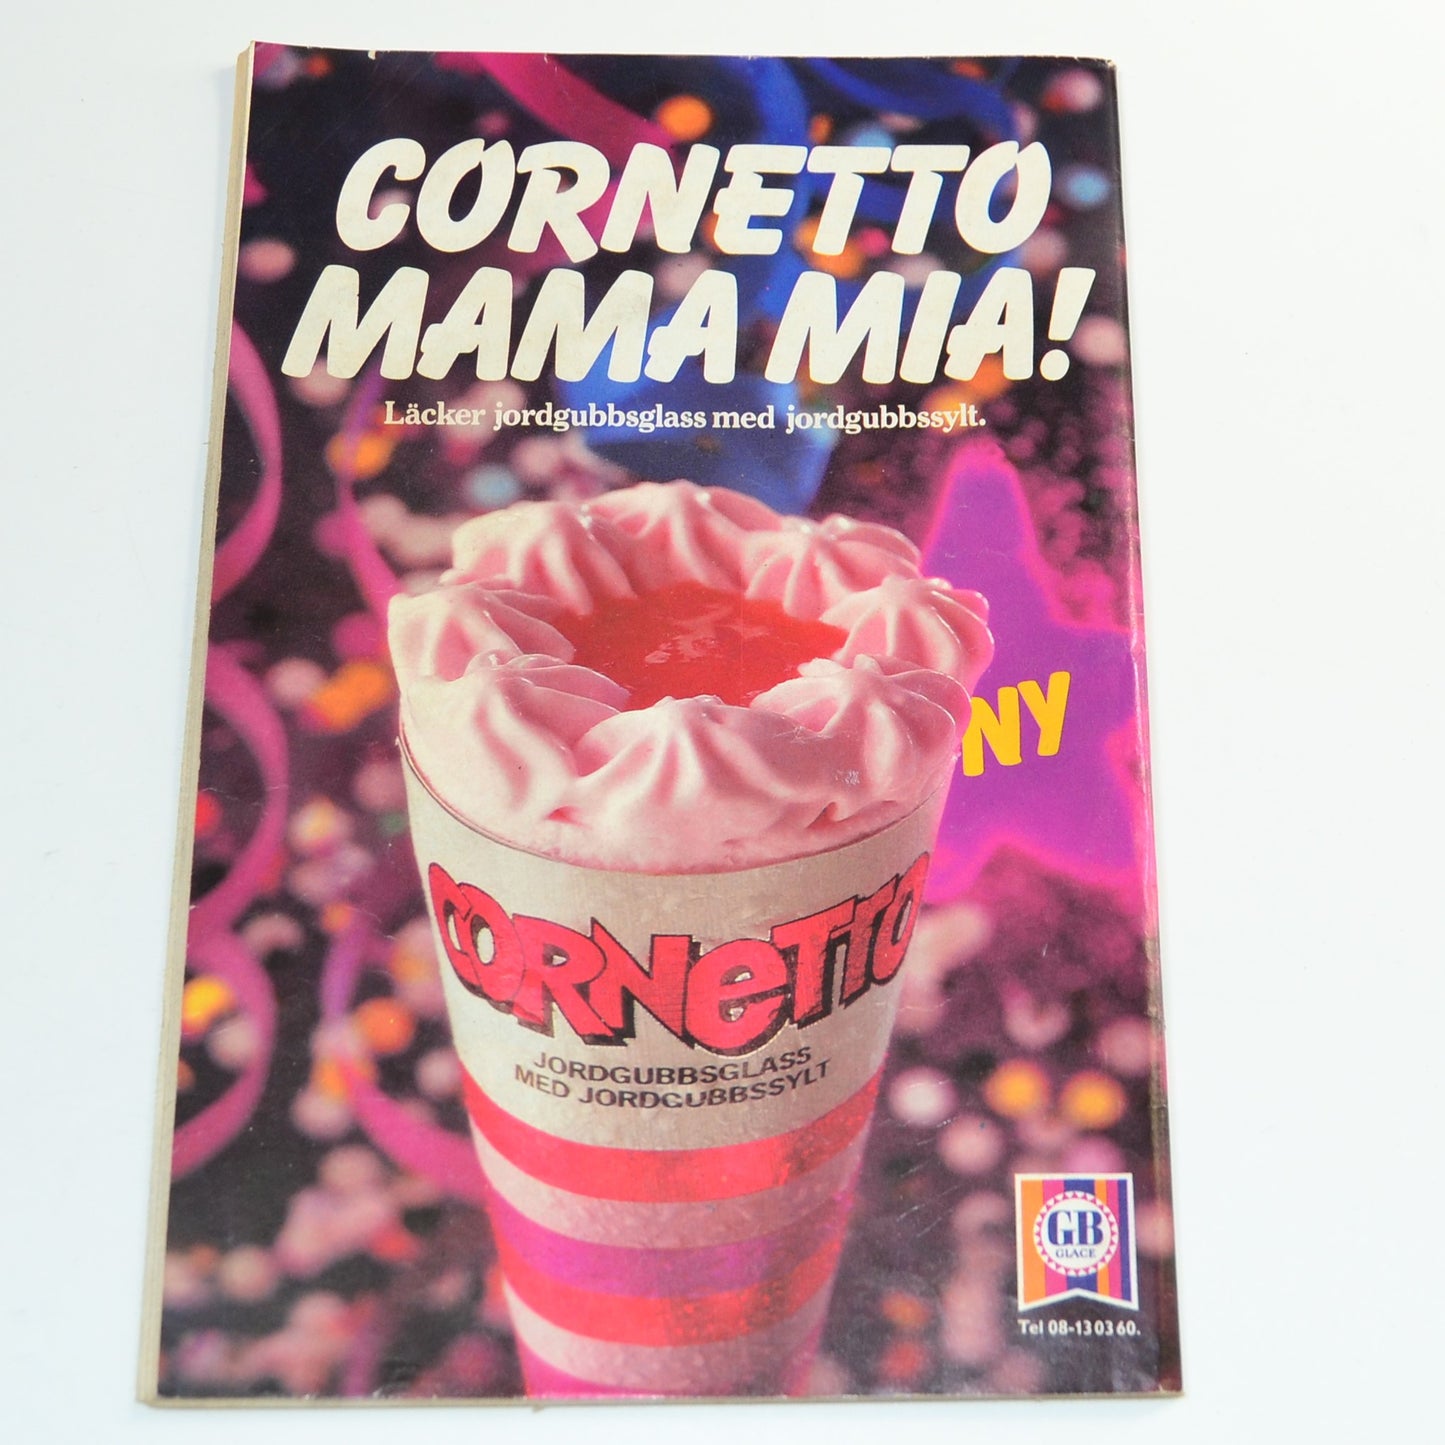 CORNETTO
MAMA MIA!
Läcker jordgubbsglass med jordgubbssylt.
NY
CORNETTO
JORDGUBBSGLASS
MED JORDGUBBSSYLT
GB
GLACE
Tel 08-13 03 60.